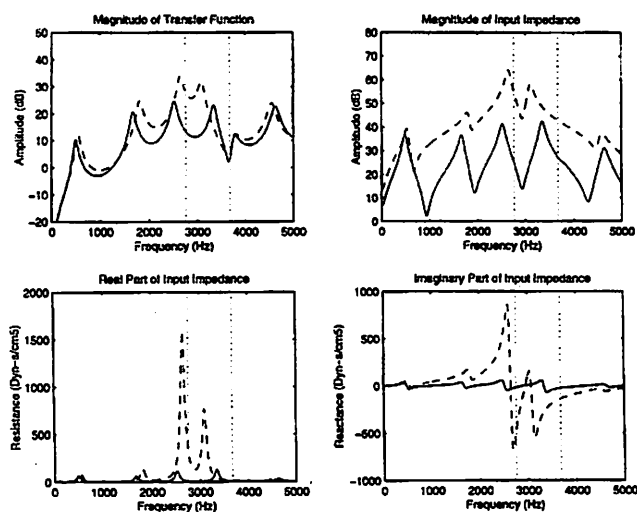 Magnitude of Transfer Function
50
40
30
20
10
0
-10
-20
0 1000 2000 3000 4000 5000
Frequency (Hz)
Amplitude (dB)
Magnitude of Input Impedance
80
70
60
50
40
30
20
10
0
0 1000 2000 3000 4000 5000
Frequency (Hz)
Amplitude (dB)
Real Part of Input Impedance
2000
1500
1000
500
0
0 1000 2000 3000 4000 5000
Frequency (Hz)
Resistance (Dyn-s/cm5)
Imaginary Part of Input Impedance
1000
500
0
-500
-1000
0 1000 2000 3000 4000 5000
Frequency (Hz)
Reactance (Dyn-s/cm5)